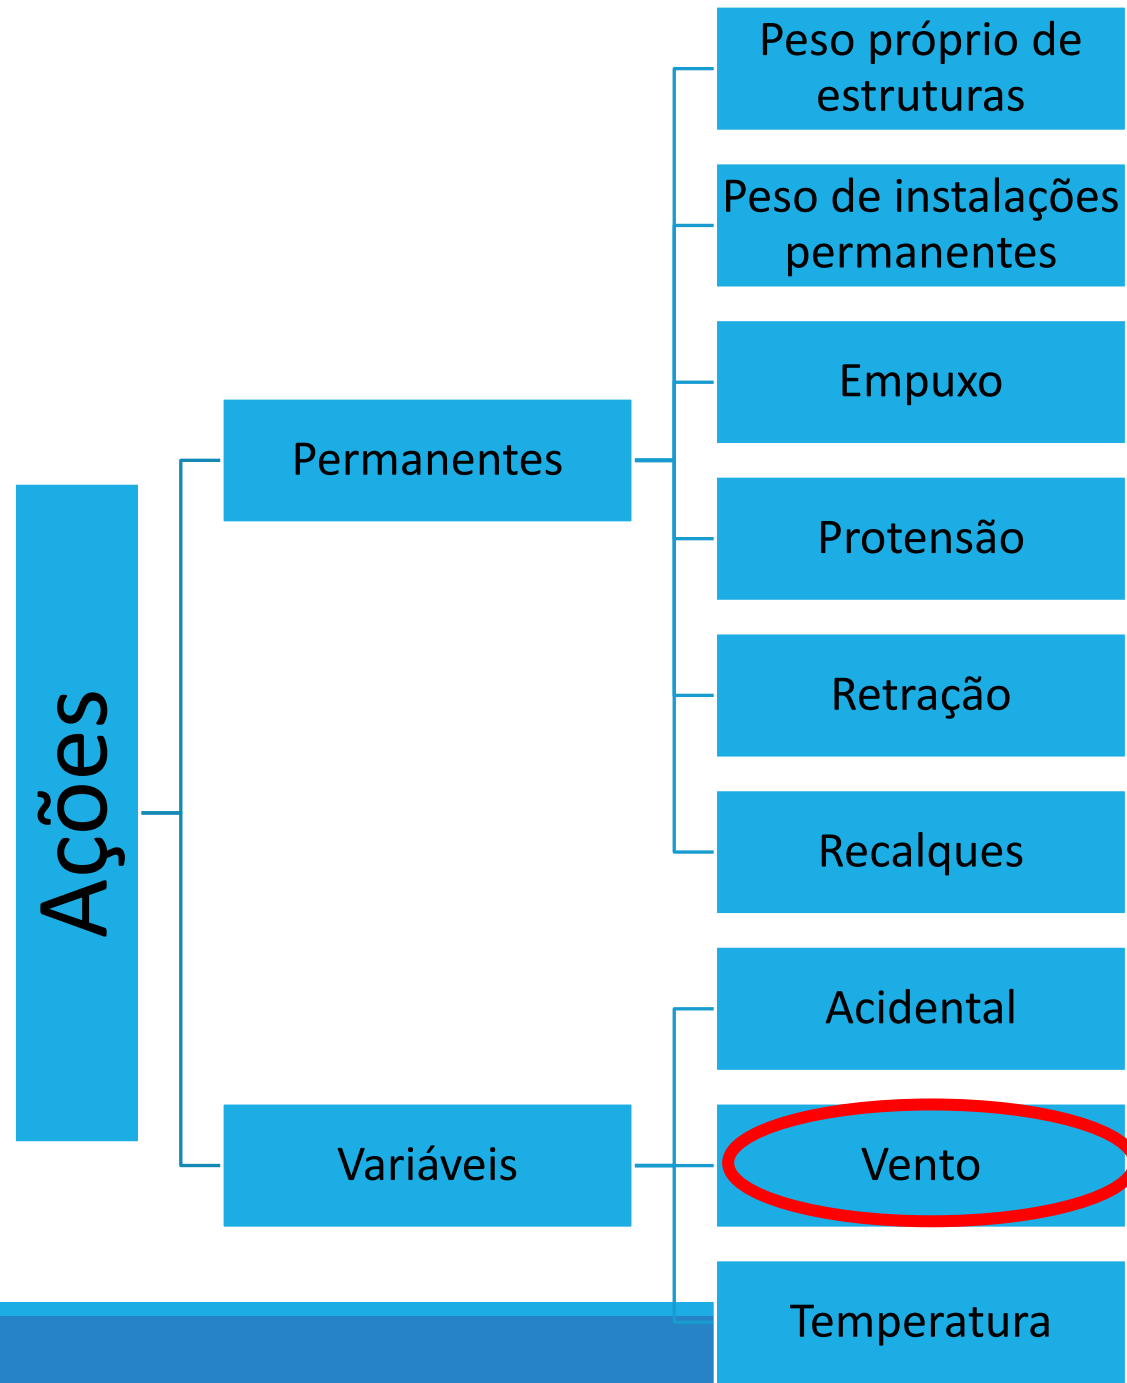 Ações
Permanentes
Peso próprio de
estruturas
Peso de instalações
permanentes
Empuxo
Protensão
Retração
Recalques
Variáveis
Acidental
Vento
Temperatura